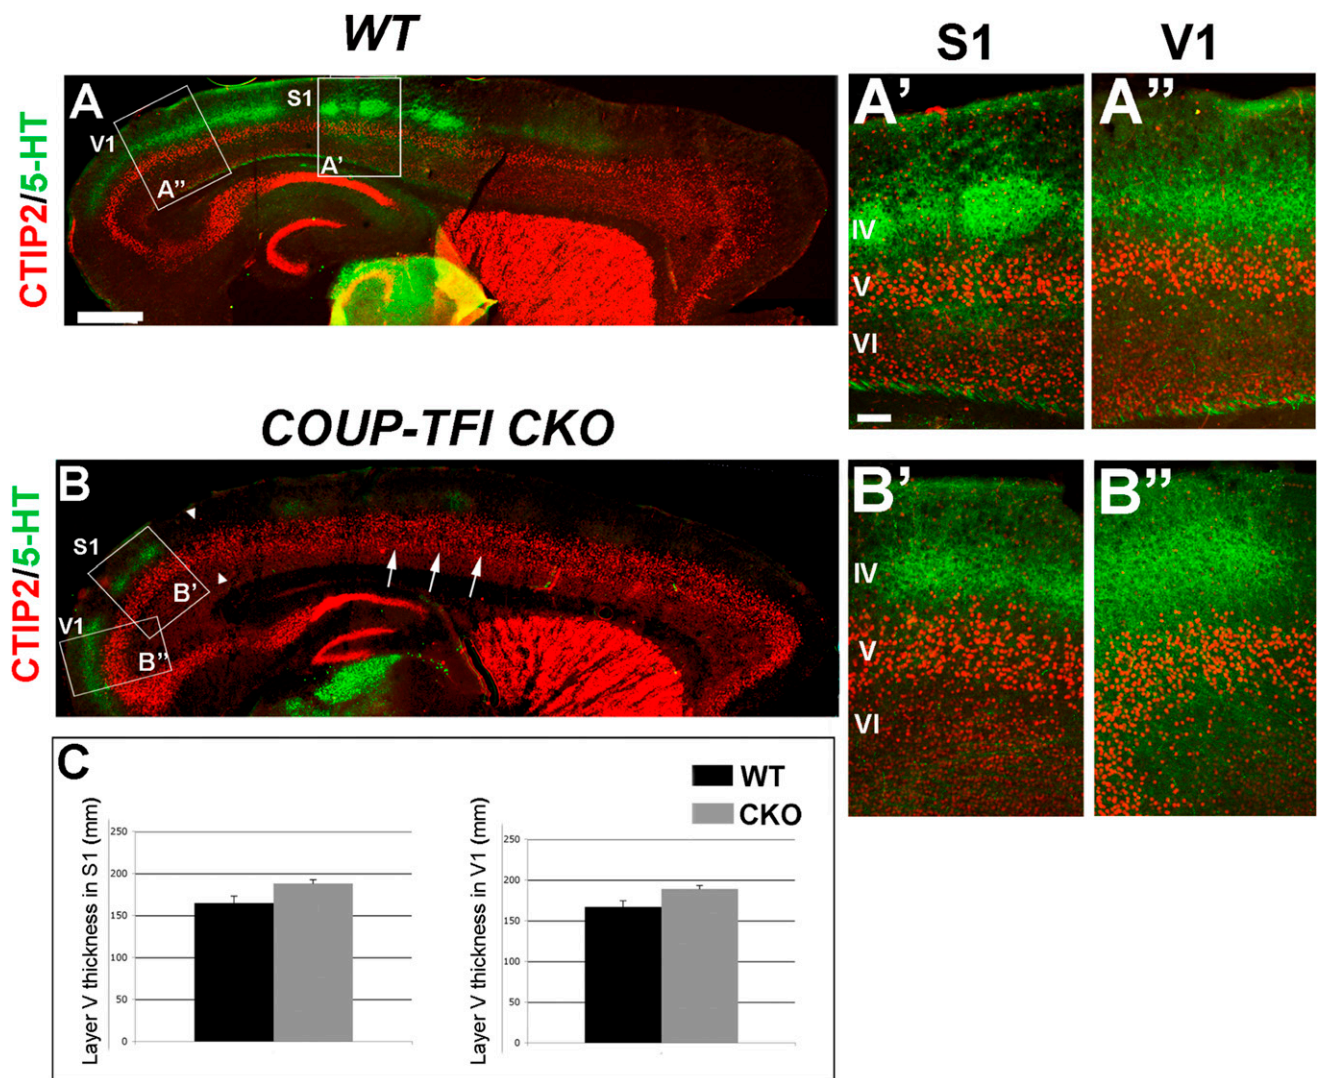 WT
S1
V1
CTIP2/5-HT
A
S1
V1
A'
A''
A'
IV
V
VI
A''
COUP-TFI CKO
CTIP2/5-HT
B
S1
B'
V1
B''
B'
IV
V
VI
B''
C
WT
CKO
Layer V thickness in S1 (mm)
250
200
150
100
50
0
Layer V thickness in V1 (mm)
250
200
150
100
50
0